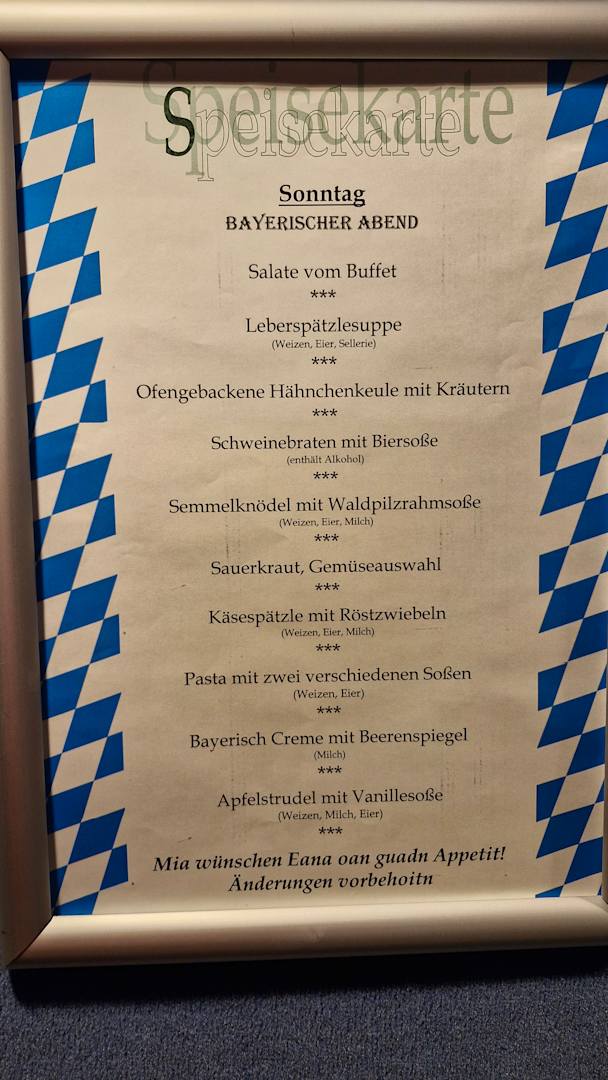 Speisekarte
Sonntag
BAYERISCHER ABEND
Salate vom Buffet
***
Leberspätzlesuppe
(Weizen, Eier, Sellerie)
***
Ofengebackene Hähnchenkeule mit Kräutern
***
Schweinebraten mit Biersoße
(enthält Alkohol)
***
Semmelknödel mit Waldpilzrahmsoße
(Weizen, Eier, Milch)
***
Sauerkraut, Gemüseauswahl
***
Käsespätzle mit Röstzwiebeln
(Weizen, Eier, Milch)
***
Pasta mit zwei verschiedenen Soßen
(Weizen, Eier)
***
Bayerisch Creme mit Beerenspiegel
(Milch)
***
Apfelstrudel mit Vanillesoße
(Weizen, Milch, Eier)
***
Mia wünschen Eana oan guadn Appetit!
Änderungen vorbehoitn